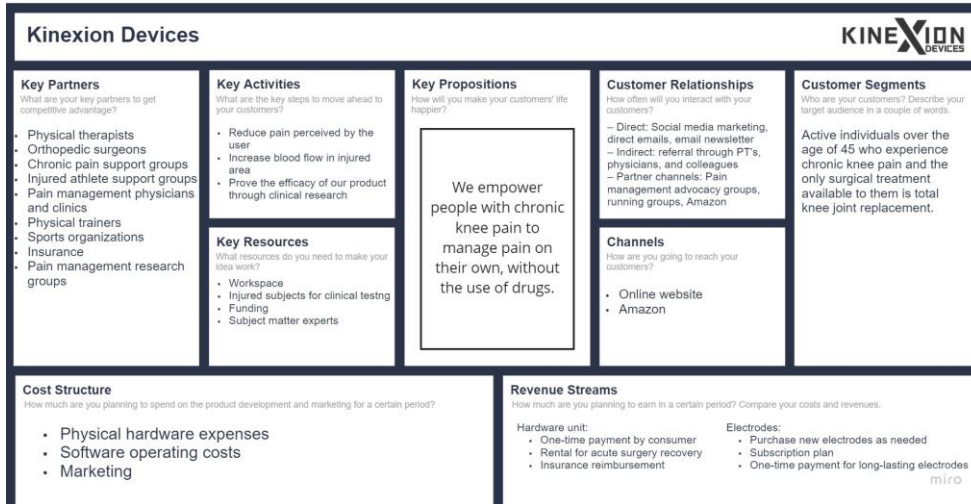 Kinexion Devices
KINEXION
DEVICES
Key Partners
What are your key partners to get
competitive advantage?
• Physical therapists
• Orthopedic surgeons
• Chronic pain support groups
• Injured athlete support groups
• Pain management physicians
and clinics
• Physical trainers
• Sports organizations
• Insurance
• Pain management research
groups
Key Activities
What are the key steps to move ahead to
your customers?
• Reduce pain perceived by the
user
• Increase blood flow in injured
area
• Prove the efficacy of our product
through clinical research
Key Resources
What resources do you need to make your
idea work?
• Workspace
• Injured subjects for clinical testng
• Funding
• Subject matter experts
Key Propositions
How will you make your customers' life
happier?
We empower
people with chronic
knee pain to
manage pain on
their own, without
the use of drugs.
Customer Relationships
How often will you interact with your
customers?
– Direct: Social media marketing,
direct emails, email newsletter
– Indirect: referral through PT's,
physicians, and colleagues
– Partner channels: Pain
management advocacy groups,
running groups, Amazon
Channels
How are you going to reach your
customers?
• Online website
• Amazon
Customer Segments
Who are your customers? Describe your
target audience in a couple of words.
Active individuals over the
age of 45 who experience
chronic knee pain and the
only surgical treatment
available to them is total
knee joint replacement.
Cost Structure
How much are you planning to spend on the product development and marketing for a certain period?
• Physical hardware expenses
• Software operating costs
• Marketing
Revenue Streams
How much are you planning to earn in a certain period? Compare your costs and revenues.
Hardware unit:
• One-time payment by consumer
• Rental for acute surgery recovery
• Insurance reimbursement
Electrodes:
• Purchase new electrodes as needed
• Subscription plan
• One-time payment for long-lasting electrodes
miro